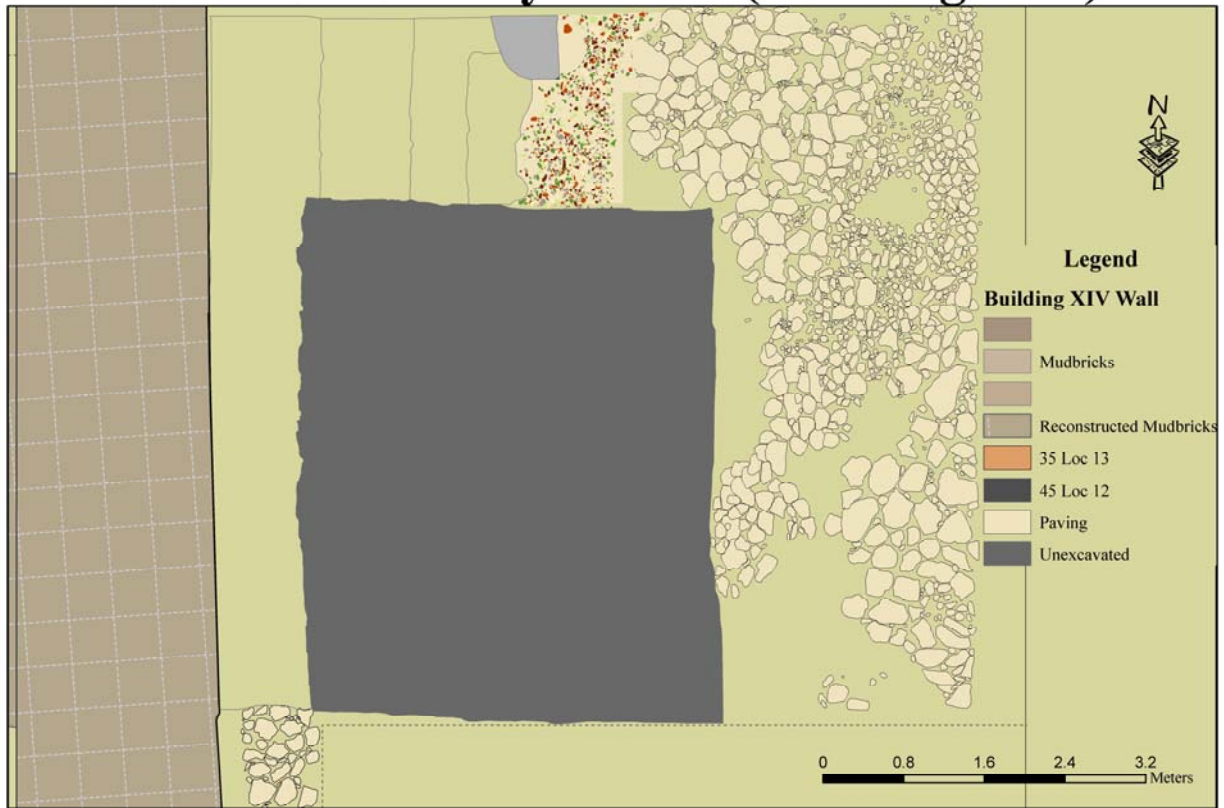 N
Legend
Building XIV Wall
Mudbricks
Reconstructed Mudbricks
35 Loc 13
45 Loc 12
Paving
Unexcavated
0 0.8 1.6 2.4 3.2
Meters